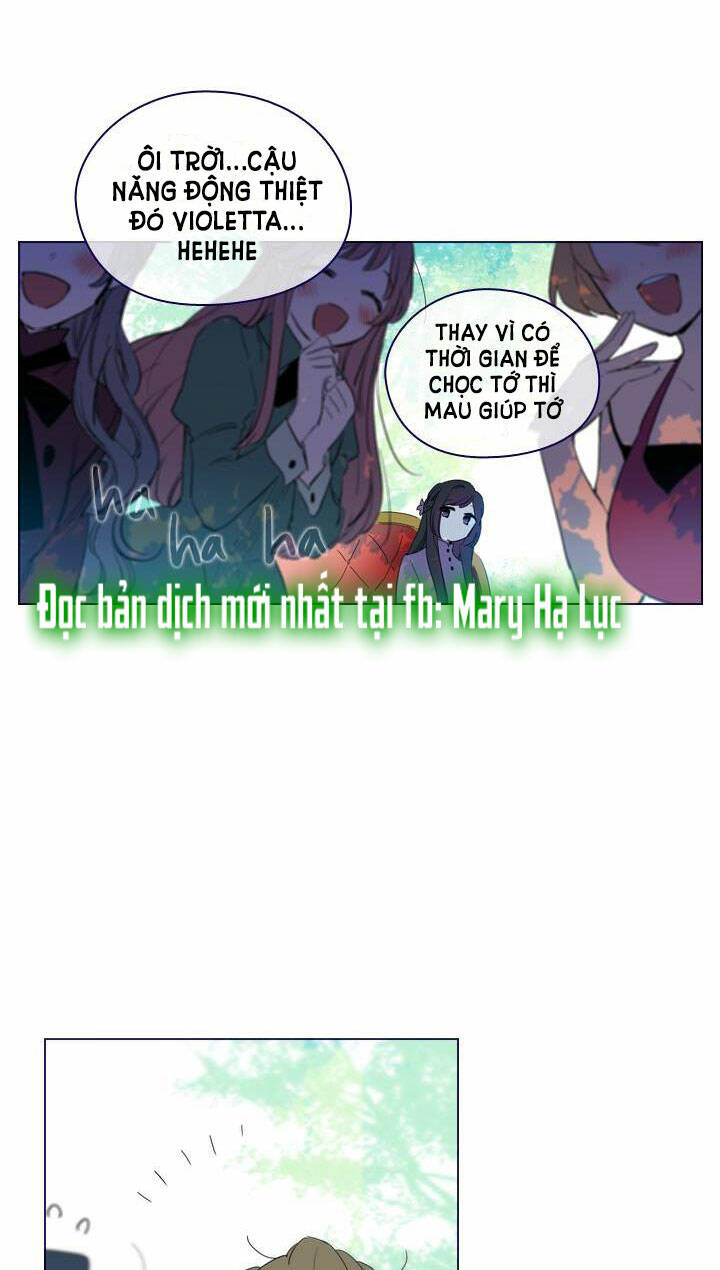 ÔI TRỜI...CẬU
NĂNG ĐỘNG THIỆT
ĐÓ VIOLETTA...
HEHEHE
THAY VÌ CÓ
THỜI GIAN ĐỂ
CHỌC TỚ THÌ
MAU GIÚP TỚ
ha
ha ha ha
Đọc bản dịch mới nhất tại fb: Mary Hạ Lục